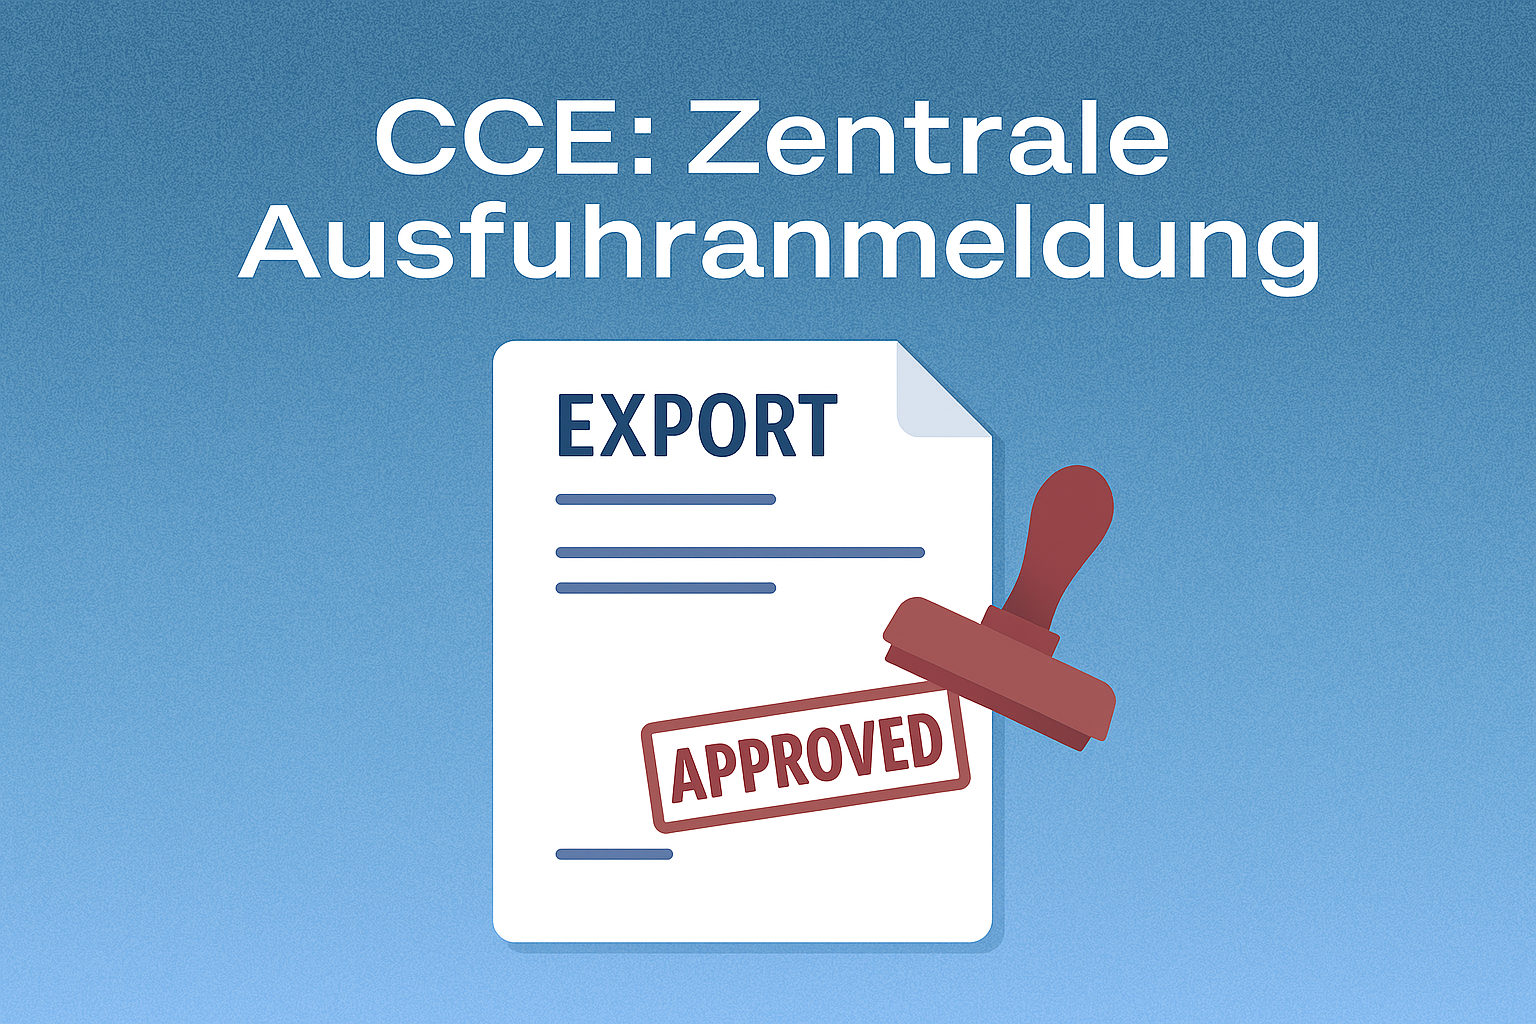 CCE: Zentrale
Ausfuhranmeldung
EXPORT
APPROVED